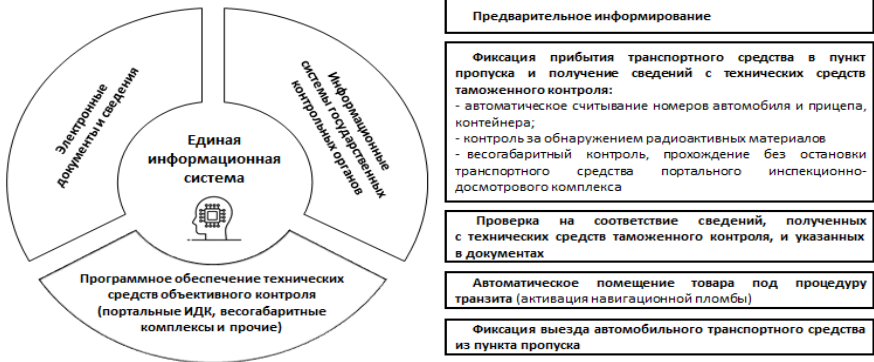 Электронные
документы и сведения
Информационные
системы государственных
контрольных органов
Единая
информационная
система
Программное обеспечение технических
средств объективного контроля
(портальные ИДК, весогабаритные
комплексы и прочие)
Предварительное информирование
Фиксация прибытия транспортного средства в пункт
пропуска и получение сведений с технических средств
таможенного контроля:
- автоматическое считывание номеров автомобиля и прицепа,
контейнера;
- контроль за обнаружением радиоактивных материалов
- весогабаритный контроль, прохождение без остановки
транспортного средства портального инспекционно-
досмотрового комплекса
Проверка на соответствие сведений, полученных
с технических средств таможенного контроля, и указанных
в документах
Автоматическое помещение товара под процедуру
транзита (активация навигационной пломбы)
Фиксация выезда автомобильного транспортного средства
из пункта пропуска